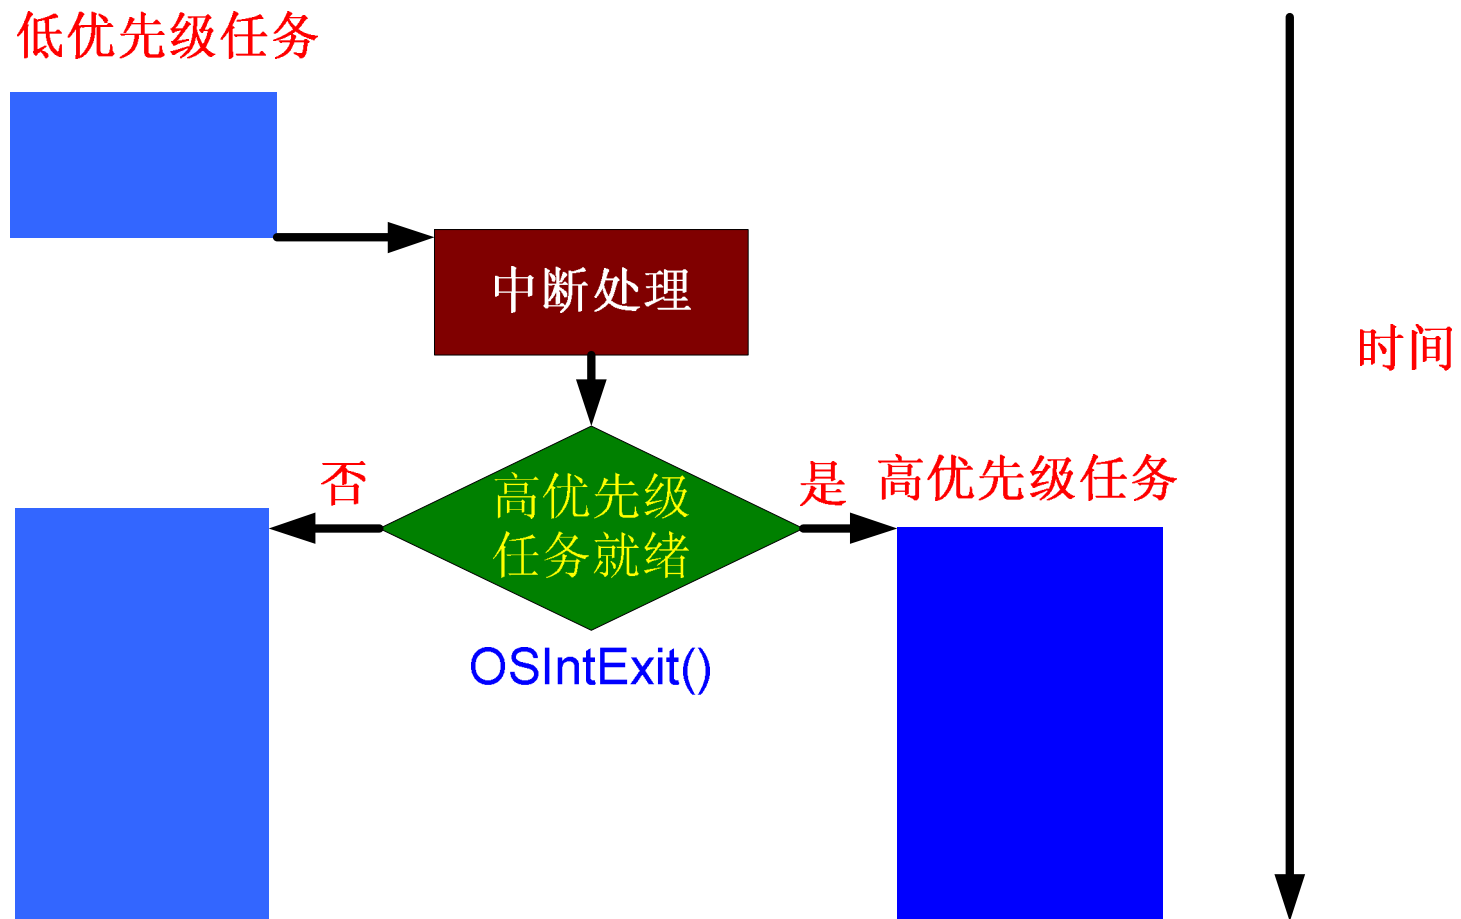 低优先级任务
中断处理
时间
否
是
高优先级任务
高优先级
任务就绪
OSIntExit()